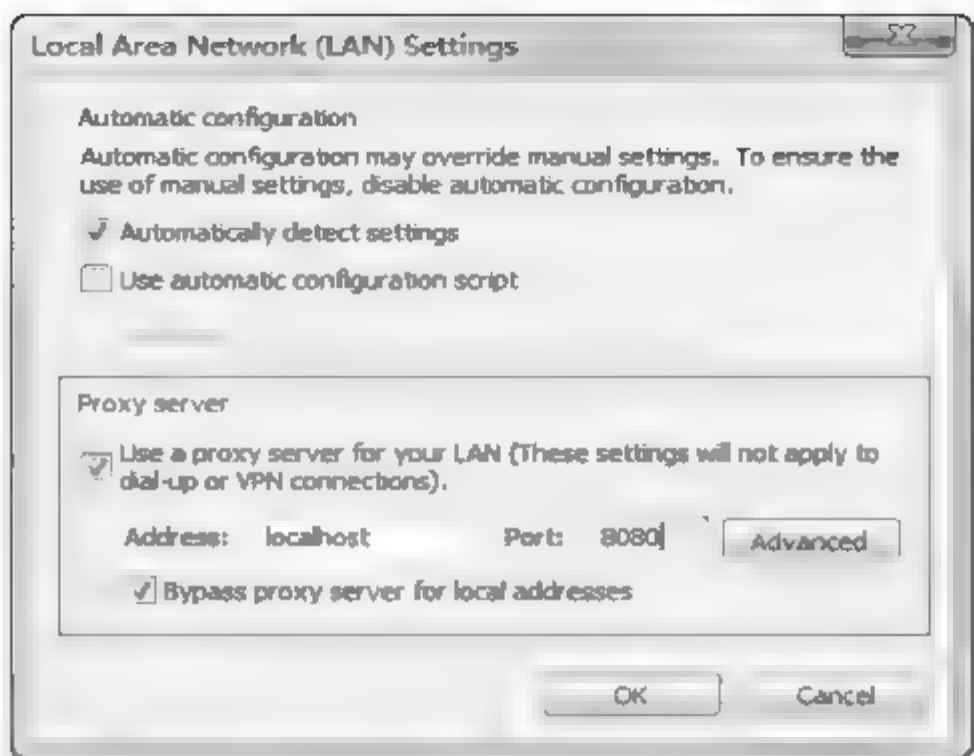 Local Area Network (LAN) Settings
Automatic configuration
Automatic configuration may override manual settings. To ensure the
use of manual settings, disable automatic configuration.
Automatically detect settings
Use automatic configuration script
Proxy server
Use a proxy server for your LAN (These settings will not apply to
dial-up or VPN connections).
Address: localhost Port: 8080 Advanced
Bypass proxy server for local addresses
OK Cancel